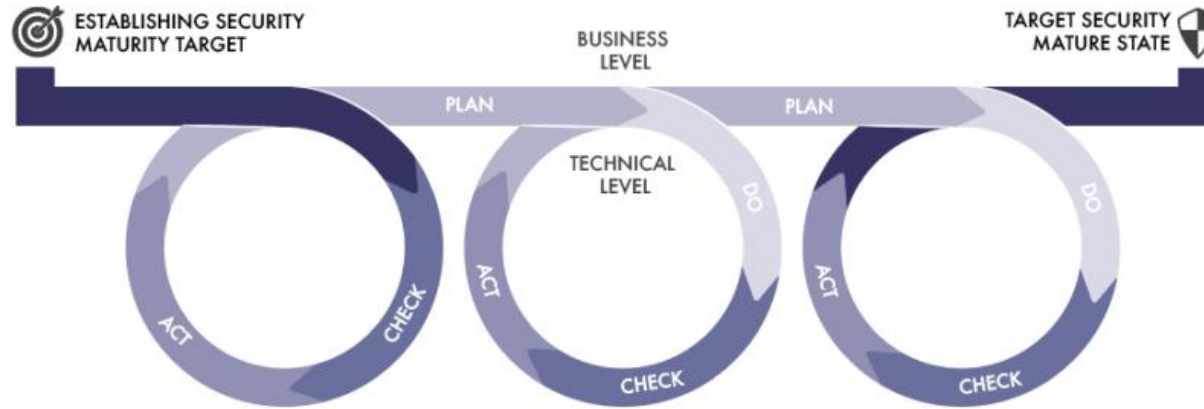 ESTABLISHING SECURITY
MATURITY TARGET
BUSINESS
LEVEL
TARGET SECURITY
MATURE STATE
PLAN
PLAN
TECHNICAL
LEVEL
DO
DO
ACT
CHECK
ACT
CHECK
ACT
CHECK